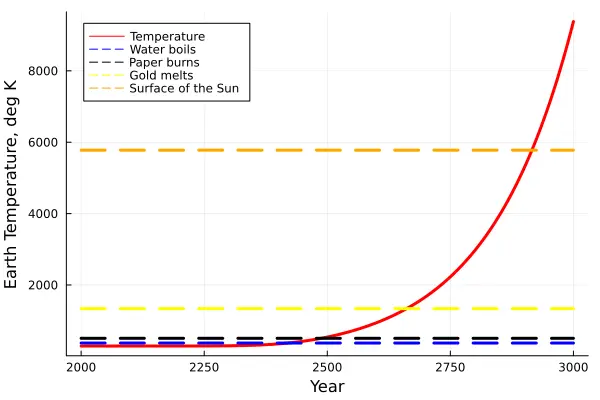 Temperature
Water boils
Paper burns
Gold melts
Surface of the Sun
Earth Temperature, deg K
8000
6000
4000
2000
2000 2250 2500 2750 3000
Year